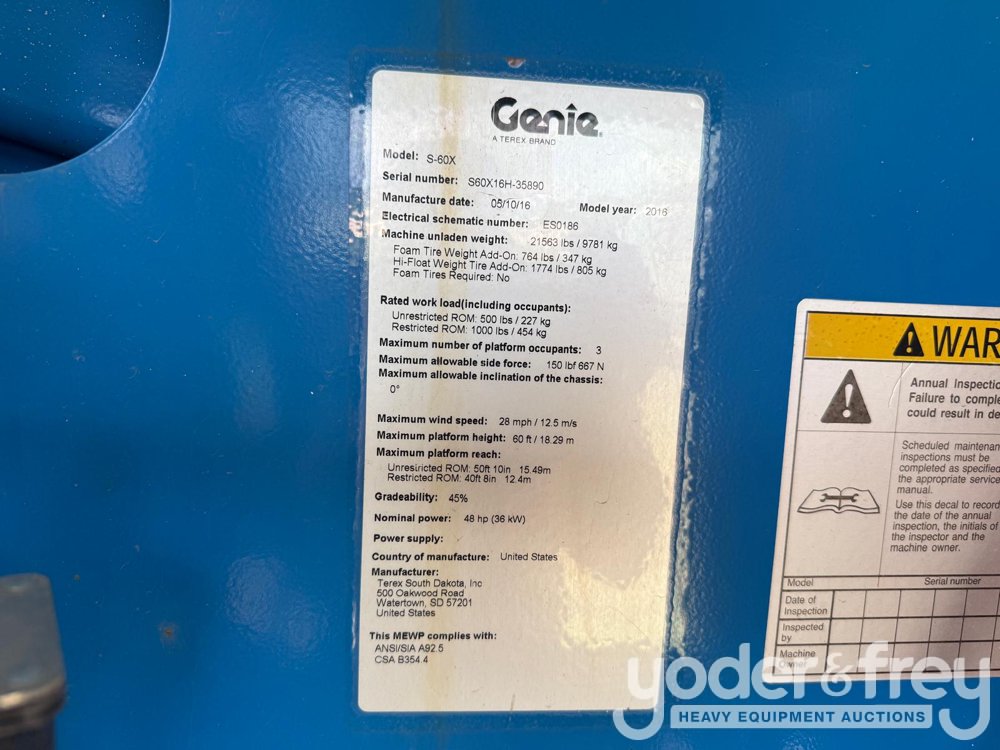 Genie
A TEREX BRAND
Model: S-60X
Serial number: S60X16H-35890
Manufacture date: 05/10/16 Model year: 2016
Electrical schematic number: ES0186
Machine unladen weight: 21563 lbs / 9781 kg
Foam Tire Weight Add-On: 764 lbs / 347 kg
Hi-Float Weight Tire Add-On: 1774 lbs / 805 kg
Foam Tires Required: No
Rated work load(including occupants):
Unrestricted ROM: 500 lbs / 227 kg
Restricted ROM: 1000 lbs / 454 kg
Maximum number of platform occupants: 3
Maximum allowable side force: 150 lbf 667 N
Maximum allowable inclination of the chassis:
0°
Maximum wind speed: 28 mph / 12.5 m/s
Maximum platform height: 60 ft / 18.29 m
Maximum platform reach:
Unrestricted ROM: 50ft 10in 15.49m
Restricted ROM: 40ft 8in 12.4m
Gradeability: 45%
Nominal power: 48 hp (36 kW)
Power supply:
Country of manufacture: United States
Manufacturer:
Terex South Dakota, Inc
500 Oakwood Road
Watertown, SD 57201
United States
This MEWP complies with:
ANSI/SIA A92.5
CSA B354.4
WAR
Annual Inspectio
Failure to comple
could result in de
Scheduled maintenan
inspections must be
completed as specified
the appropriate service
manual.
Use this decal to record
the date of the annual
inspection, the initials of
the inspector and the
machine owner.
Model Serial number
Date of
Inspection
Inspected
by
Machine
Owner
yoder&frey
HEAVY EQUIPMENT AUCTIONS